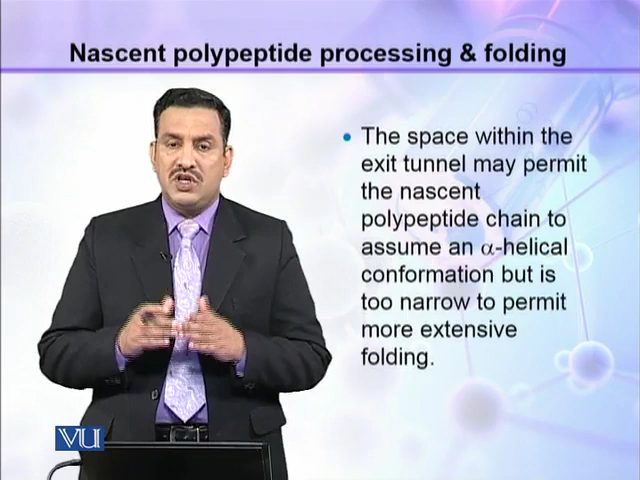 Nascent polypeptide processing & folding
• The space within the
exit tunnel may permit
the nascent
polypeptide chain to
assume an α-helical
conformation but is
too narrow to permit
more extensive
folding.
VU